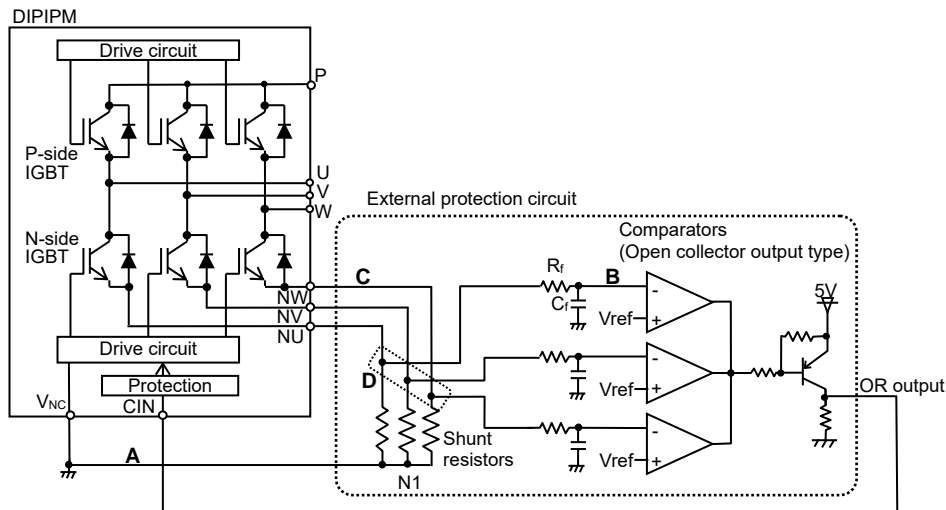 DIPIPM
Drive circuit
P
P-side
IGBT
U
V
W
External protection circuit
N-side
IGBT
Comparators
(Open collector output type)
C
Rf
B
5V
NW
Cf
Vref
-
+
NV
NU
Drive circuit
D
Vref
-
+
Protection
OR output
VNC
CIN
Shunt
resistors
Vref
-
+
A
N1